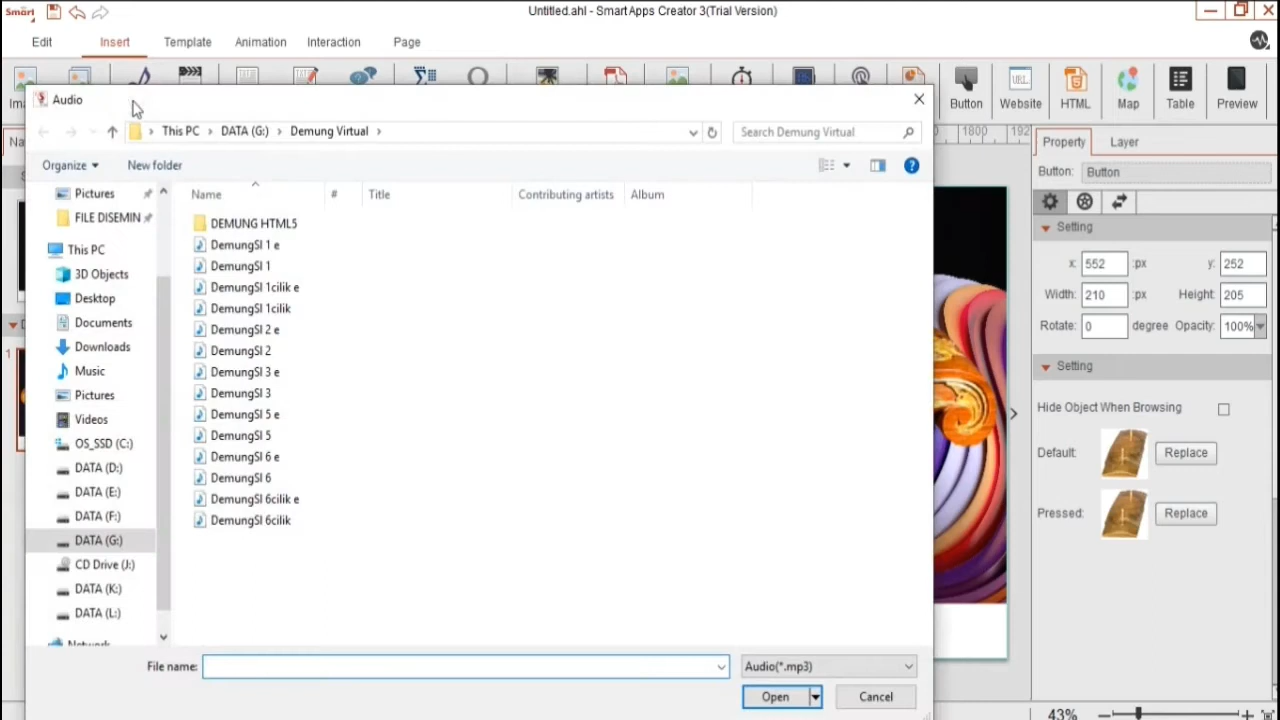 Smart
Untitled.ahl - SmartApps Creator 3(Trial Version)
Edit Insert Template Animation Interaction Page
Button Website HTML Map Table Preview
URL
Audio
This PC DATA (G:) Demung Virtual
Search Demung Virtual
1800
Property Layer
Organize New folder
Button: Button
Name # Title Contributing artists Album
Pictures
FILE DISEMIN
This PC
3D Objects
Desktop
Documents
Downloads
Music
Pictures
Videos
OS_SSD (C:)
DATA (D:)
DATA (E:)
DATA (F:)
DATA (G:)
CD Drive (J:)
DATA (K:)
DATA (L:)
Network
DEMUNG HTML5
DemungSl 1 e
DemungSl 1
DemungSl 1cilik e
DemungSl 1cilik
DemungSl 2 e
DemungSl 2
DemungSl 3 e
DemungSl 3
DemungSl 5 e
DemungSl 5
DemungSl 6 e
DemungSl 6
DemungSl 6cilik e
DemungSl 6cilik
Setting
x: 552 :px y: 252
Width: 210 :px Height: 205
Rotate: 0 degree Opacity: 100%
Setting
Hide Object When Browsing
Default: Replace
Pressed: Replace
1
File name: Audio(*.mp3)
Open Cancel
43%